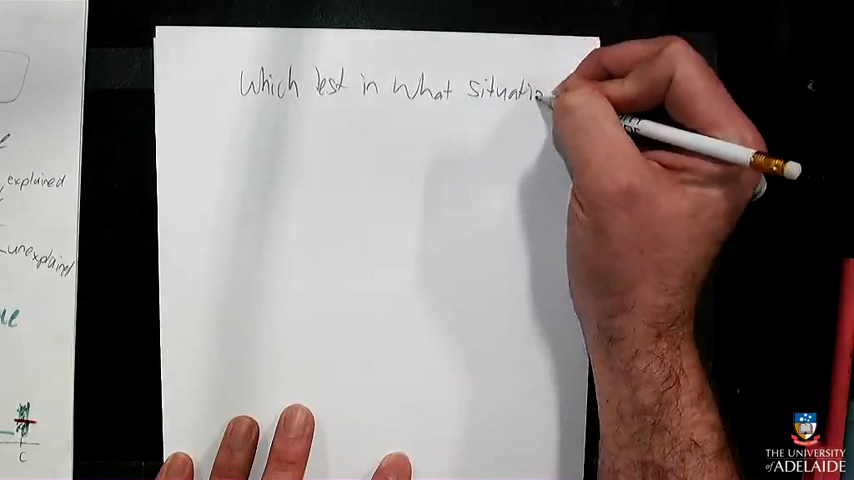 Which test in what situatio
explained
unexplained
C
THE UNIVERSITY
of ADELAIDE